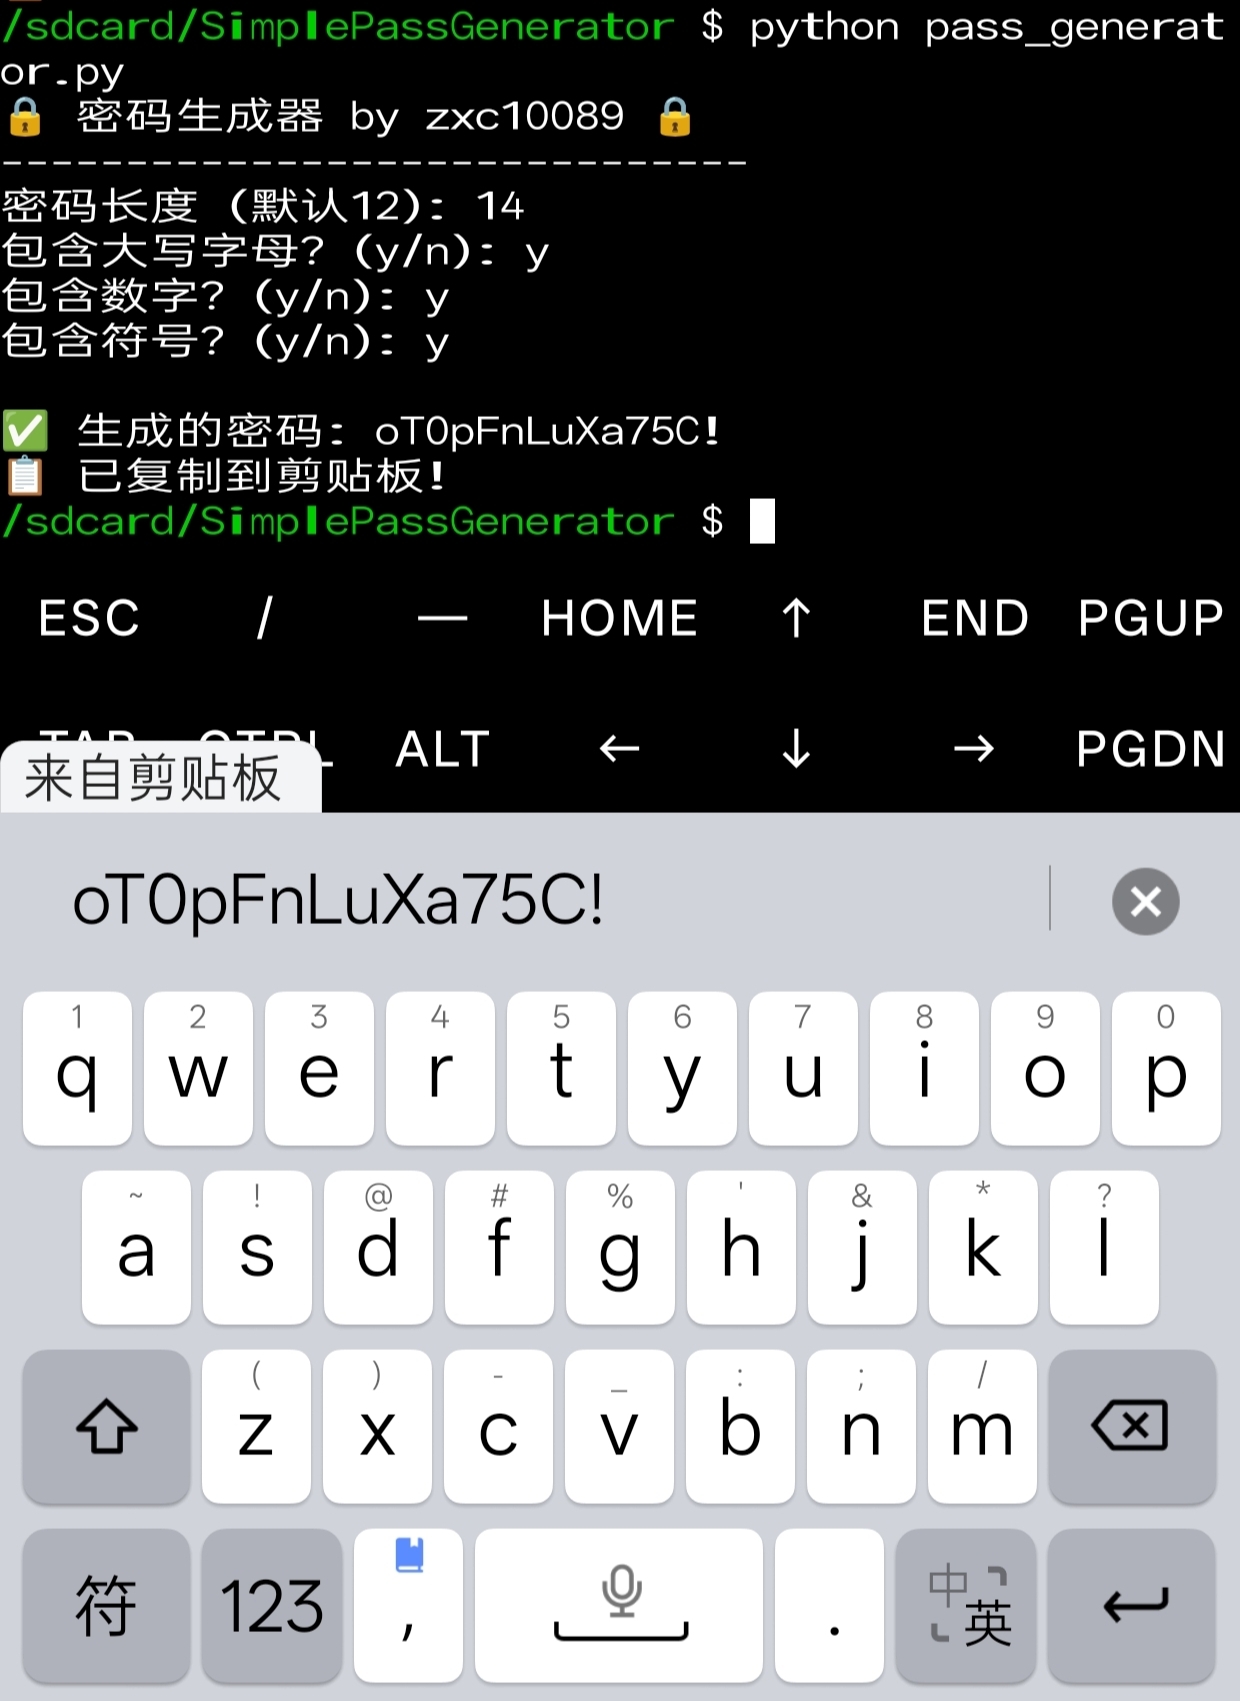 /sdcard/SimplePassGenerator $ python pass_generat
or.py
🔒 密码生成器 by zxc10089 🔒
------------------------------
密码长度 (默认12): 14
包含大写字母? (y/n): y
包含数字? (y/n): y
包含符号? (y/n): y
✅ 生成的密码: oT0pFnLuXa75C!
📋 已复制到剪贴板!
/sdcard/SimplePassGenerator $
ESC / — HOME ↑ END PGUP
TAB CTRL ALT ← ↓ → PGDN
来自剪贴板
oT0pFnLuXa75C!
1 2 3 4 5 6 7 8 9 0
q w e r t y u i o p
~ ! @ # % ' & * ?
a s d f g h j k l
( ) - _ : ; /
z x c v b n m
符 123 , . 中 英